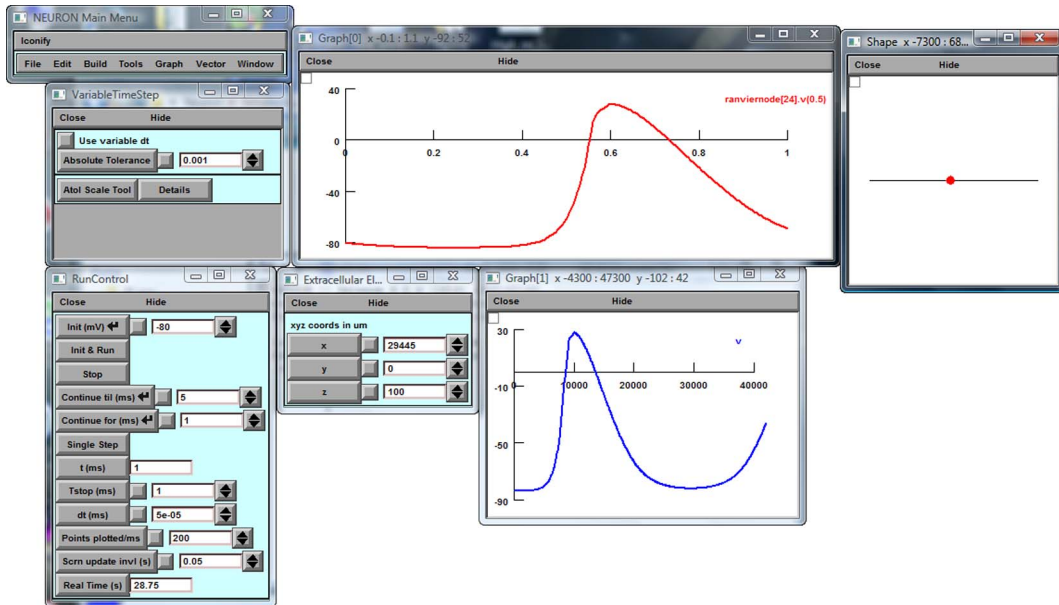 NEURON Main Menu
Iconify
File Edit Build Tools Graph Vector Window
VariableTimeStep
Close Hide
Use variable dt
Absolute Tolerance 0.001
Atol Scale Tool Details
Graph[0] x -0.1 : 1.1 y -92 : 52
Close Hide
40
ranviernode[24].v(0.5)
0
0 0.2 0.4 0.6 0.8 1
-40
-80
Shape x -7300 : 68...
Close Hide
RunControl
Close Hide
Init (mV) -80
Init & Run
Stop
Continue til (ms) 5
Continue for (ms) 1
Single Step
t (ms) 1
Tstop (ms) 1
dt (ms) 5e-05
Points plotted/ms 200
Scrn update invl (s) 0.05
Real Time (s) 28.75
Extracellular El...
Close Hide
xyz coords in um
x 29445
y 0
z 100
Graph[1] x -4300 : 47300 y -102 : 42
Close Hide
30
v
0 10000 20000 30000 40000
-10
-50
-90